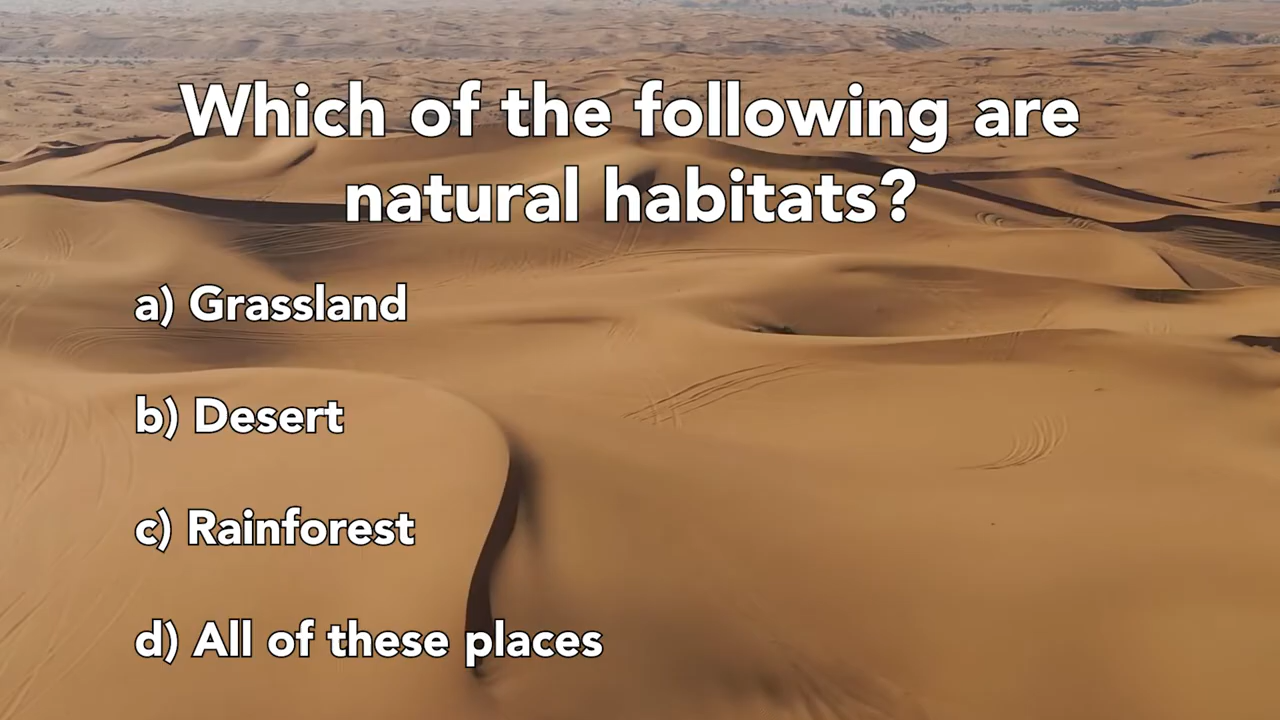 Which of the following are
natural habitats?
a) Grassland
b) Desert
c) Rainforest
d) All of these places